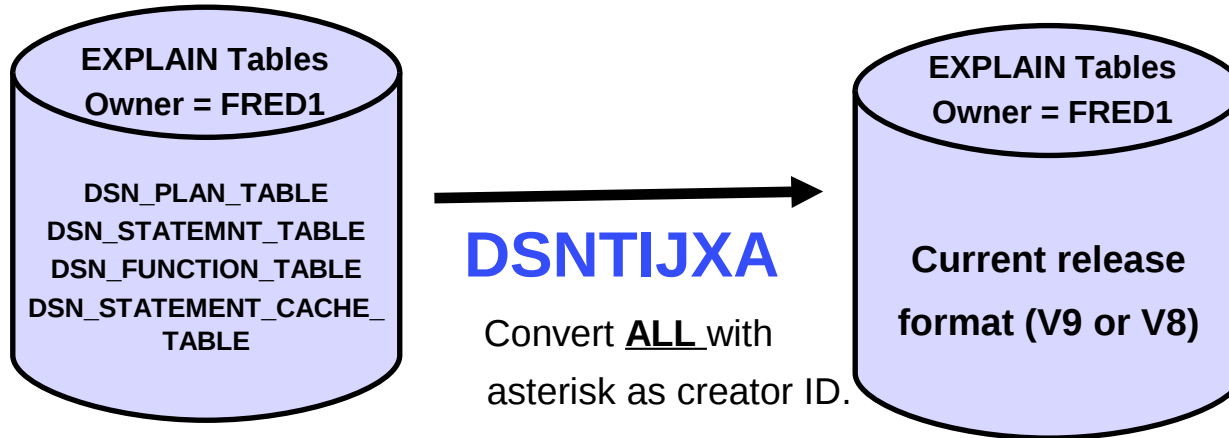 EXPLAIN Tables
Owner = FRED1
DSN_PLAN_TABLE
DSN_STATEMNT_TABLE
DSN_FUNCTION_TABLE
DSN_STATEMENT_CACHE_
TABLE
DSNTIJXA
Convert ALL with
asterisk as creator ID.
EXPLAIN Tables
Owner = FRED1
Current release
format (V9 or V8)